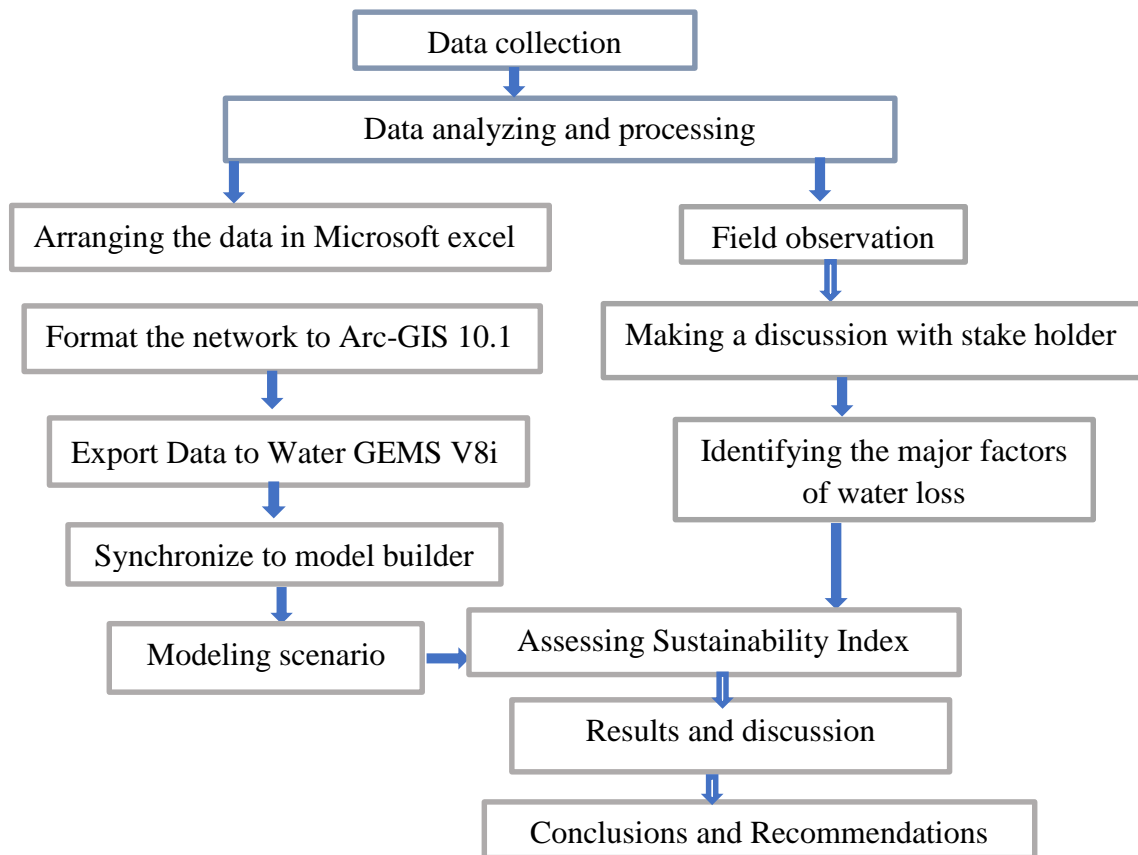 Data collection
Data analyzing and processing
Arranging the data in Microsoft excel
Field observation
Format the network to Arc-GIS 10.1
Making a discussion with stake holder
Export Data to Water GEMS V8i
Identifying the major factors
of water loss
Synchronize to model builder
Modeling scenario
Assessing Sustainability Index
Results and discussion
Conclusions and Recommendations